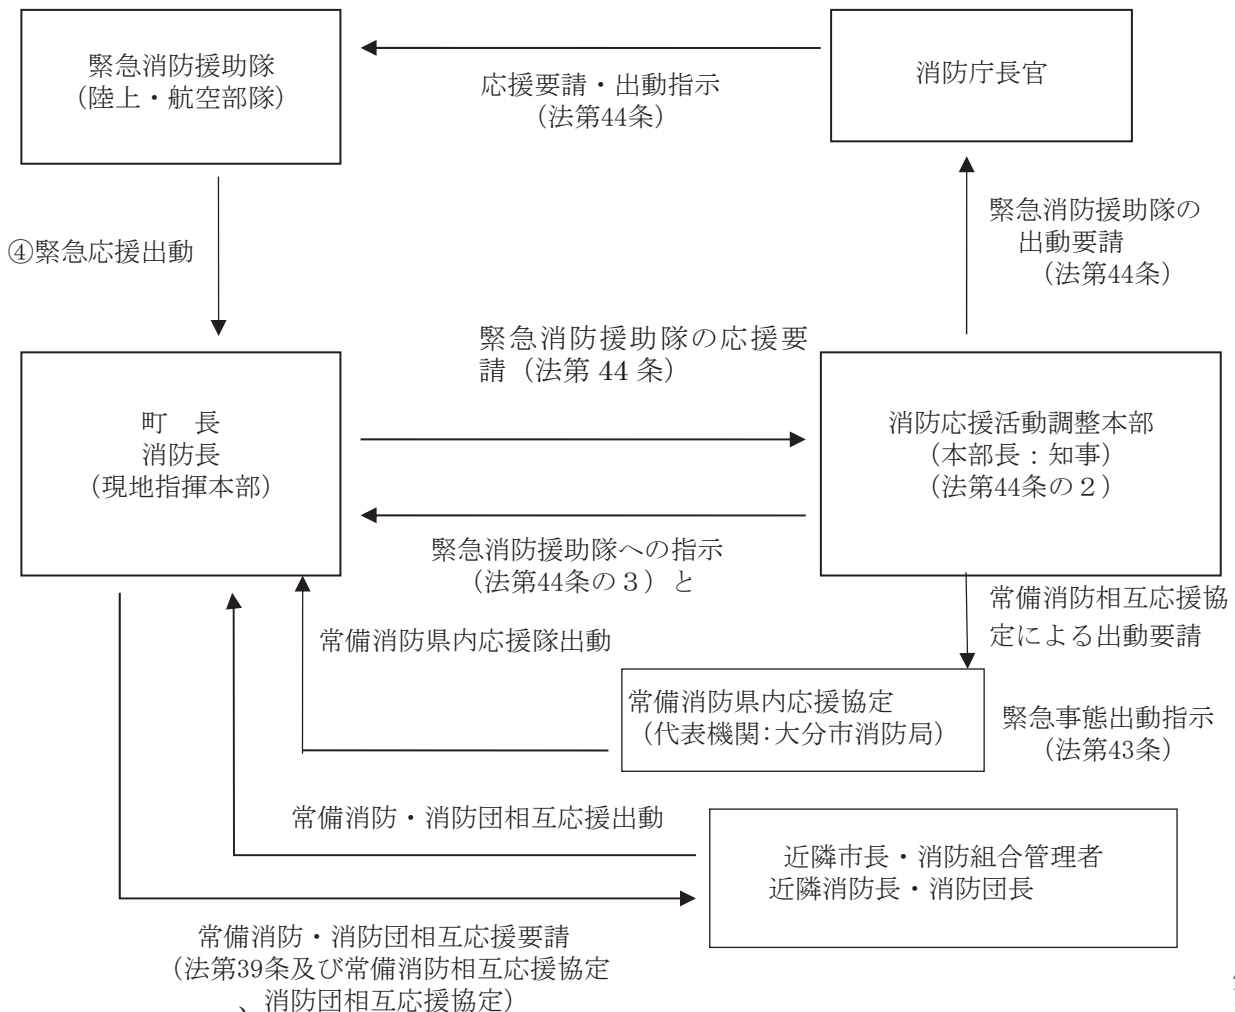 緊急消防援助隊
（陸上・航空部隊）
応援要請・出動指示
（法第44条）
消防庁長官
④緊急応援出動
緊急消防援助隊の
出動要請
（法第44条）
緊急消防援助隊の応援要
請（法第 44 条）
町　長
消防長
（現地指揮本部）
消防応援活動調整本部
（本部長：知事）
（法第44条の２）
緊急消防援助隊への指示
（法第44条の３）と
常備消防相互応援協
定による出動要請
常備消防県内応援隊出動
常備消防県内応援協定
（代表機関：大分市消防局）
緊急事態出動指示
（法第43条）
常備消防・消防団相互応援出動
近隣市長・消防組合管理者
近隣消防長・消防団長
常備消防・消防団相互応援要請
（法第39条及び常備消防相互応援協定
、消防団相互応援協定）